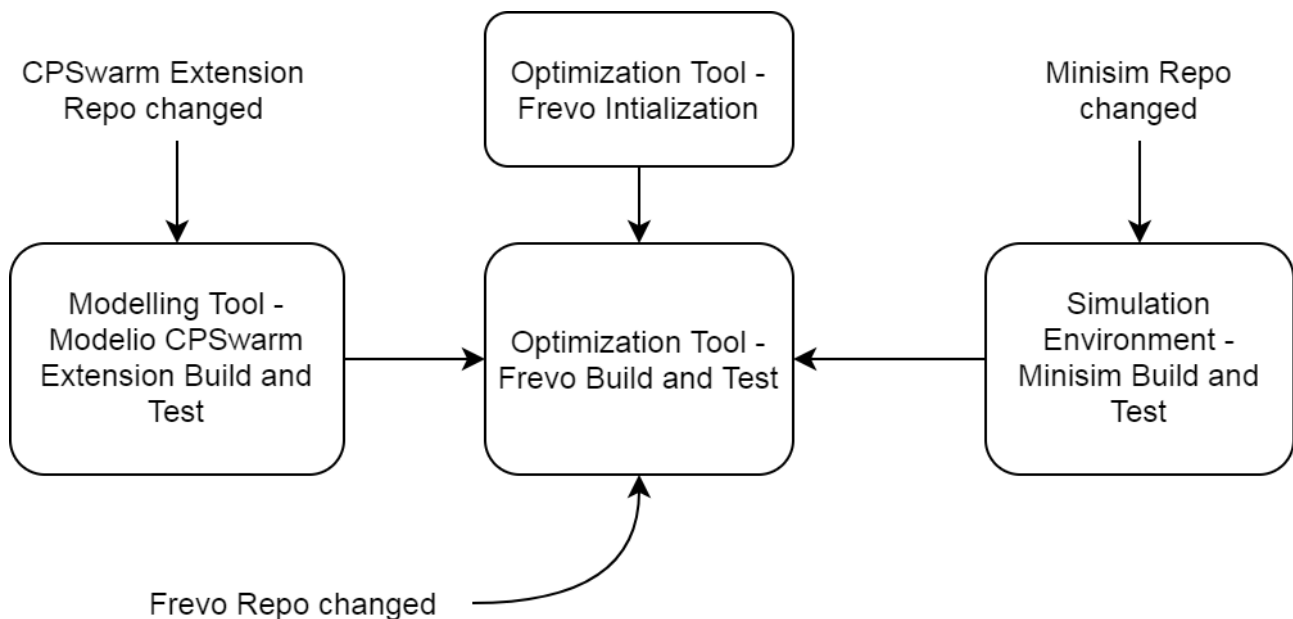 CPSwarm Extension
Repo changed
Optimization Tool -
Frevo Intialization
Minisim Repo
changed
Modelling Tool -
Modelio CPSwarm
Extension Build and
Test
Optimization Tool -
Frevo Build and Test
Simulation
Environment -
Minisim Build and
Test
Frevo Repo changed